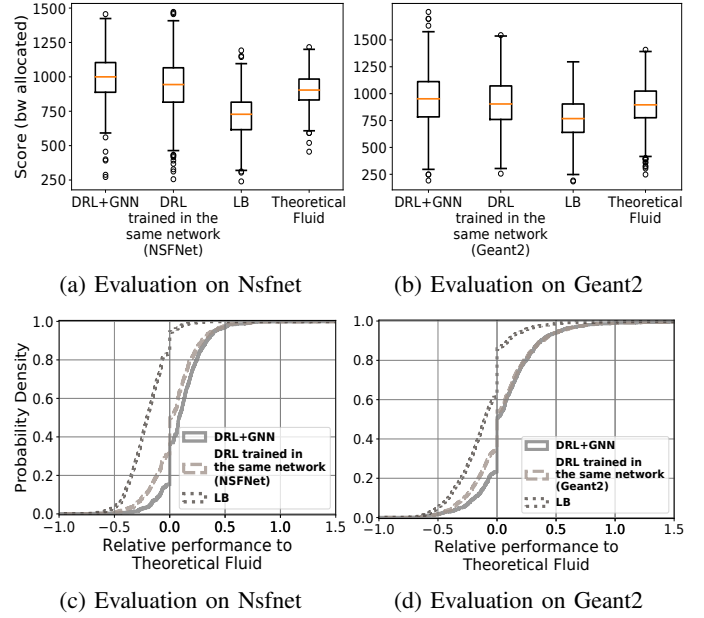 Score (bw allocated)
1500
1250
1000
750
500
250
DRL+GNN
DRL
trained in the
same network
(NSFNet)
LB
Theoretical
Fluid
1500
1250
1000
750
500
250
DRL+GNN
DRL
trained in the
same network
(Geant2)
LB
Theoretical
Fluid
(a) Evaluation on Nsfnet
(b) Evaluation on Geant2
Probability Density
1.0
0.8
0.6
0.4
0.2
0.0
DRL+GNN
DRL trained in
the same network
(NSFNet)
LB
−1.0 −0.5 0.0 0.5 1.0 1.5
Relative performance to
Theoretical Fluid
1.0
0.8
0.6
0.4
0.2
0.0
DRL+GNN
DRL trained in
the same network
(Geant2)
LB
−1.0 −0.5 0.0 0.5 1.0 1.5
Relative performance to
Theoretical Fluid
(c) Evaluation on Nsfnet
(d) Evaluation on Geant2